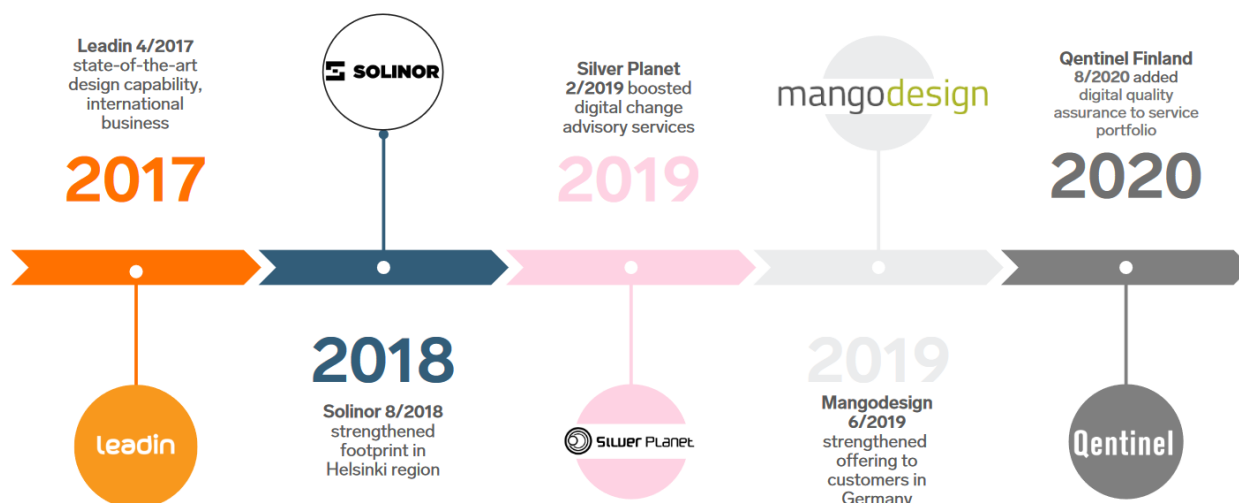 Leadin 4/2017
state-of-the-art
design capability,
international
business
2017
leadin
SOLINOR
2018
Solinor 8/2018
strengthened
footprint in
Helsinki region
Silver Planet
2/2019 boosted
digital change
advisory services
2019
SILVER PLANET
mangodesign
2019
Mangodesign
6/2019
strengthened
offering to
customers in
Germany
Qentinel Finland
8/2020 added
digital quality
assurance to service
portfolio
2020
Qentinel